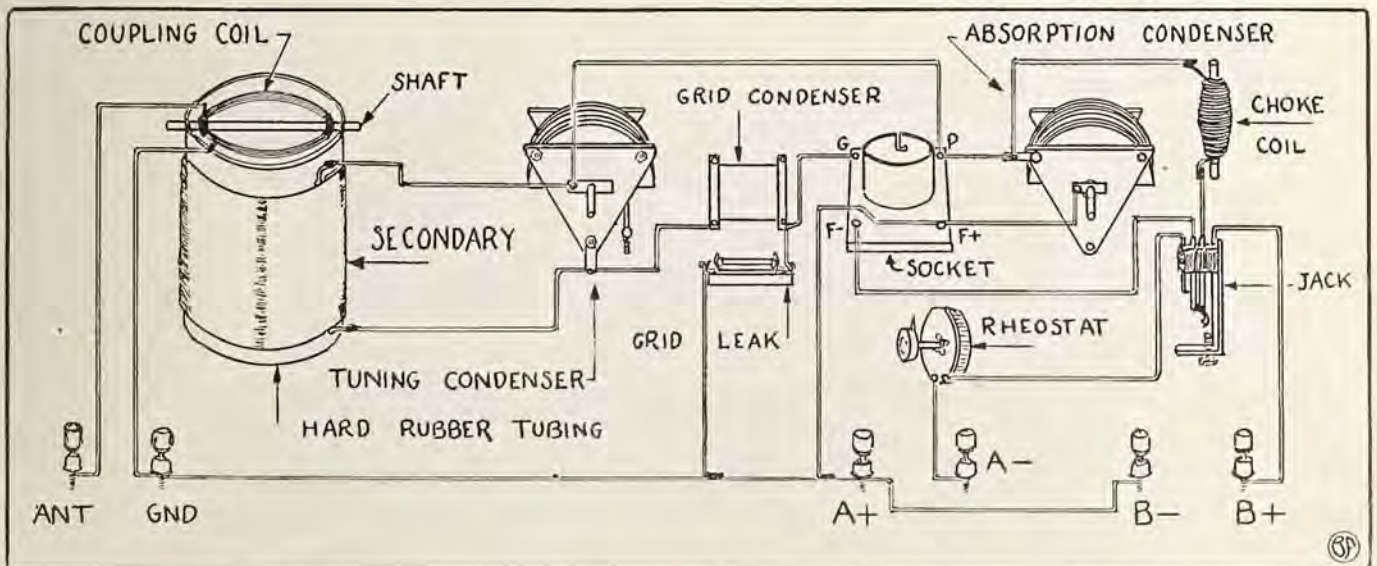 COUPLING COIL
SHAFT
ABSORPTION CONDENSER
GRID CONDENSER
CHOKE
COIL
G
P
SECONDARY
F-
F+
SOCKET
JACK
GRID LEAK
RHEOSTAT
TUNING CONDENSER
HARD RUBBER TUBING
A-
ANT
GND
A+
B-
B+